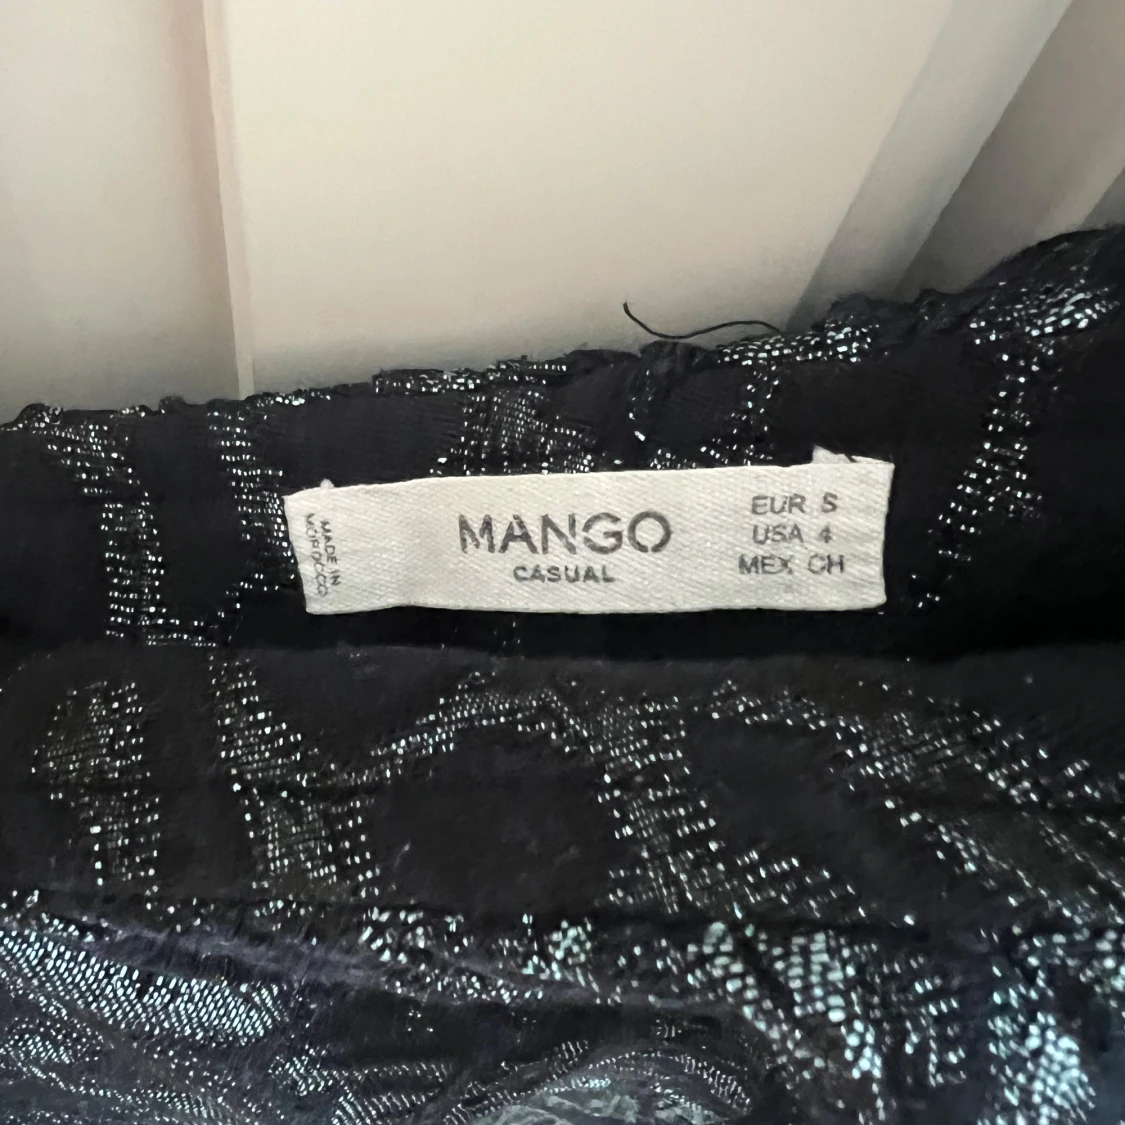 MADE IN
MOROCCO
MANGO
CASUAL
EUR S
USA 4
MEX CH